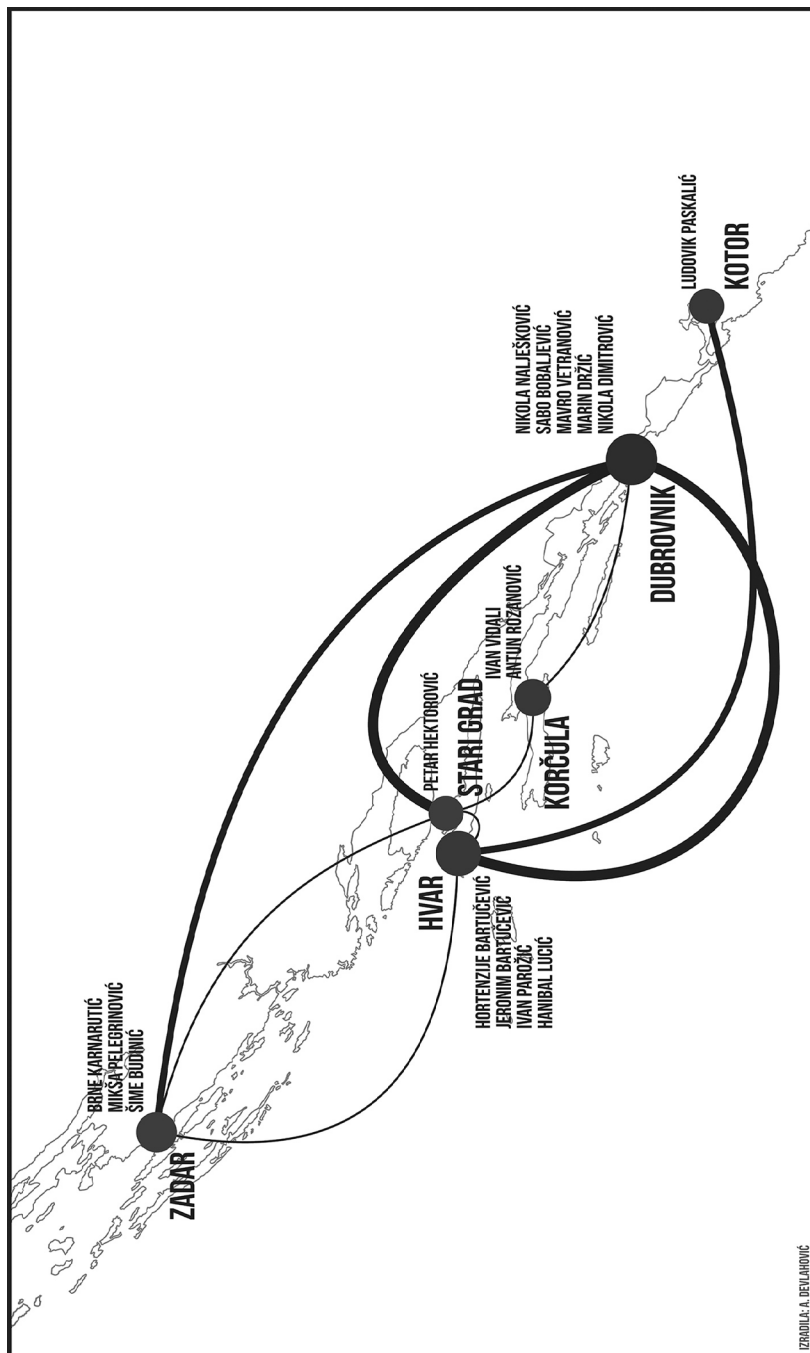 BRNE KARNARUTIĆ
MIKŠA PELEGRINOVIĆ
ŠIME BUDINIĆ
ZADAR
HVAR
HORTENZIJE BARTUČEVIĆ
JERONIM BARTUČEVIĆ
IVAN PAROŽIĆ
HANIBAL LUCIĆ
PETAR HEKTOROVIĆ
STARI GRAD
IVAN VIDALI
ANTUN ROZANOVIĆ
KORČULA
NIKOLA NALJEŠKOVIĆ
SABO BOBALJEVIĆ
MAVRO VETRANOVIĆ
MARIN DRŽIĆ
NIKOLA DIMITROVIĆ
DUBROVNIK
LUDOVIK PASKALIĆ
KOTOR
IZRADILA: A. DEVLAHOVIĆ